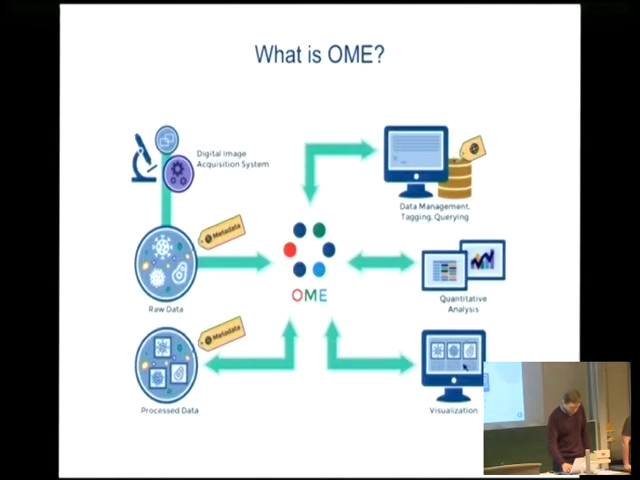 What is OME?
Digital Image
Acquisition System
Metadata
Raw Data
OME
Data Management,
Tagging, Querying
Quantitative
Analysis
Metadata
Processed Data
Visualization